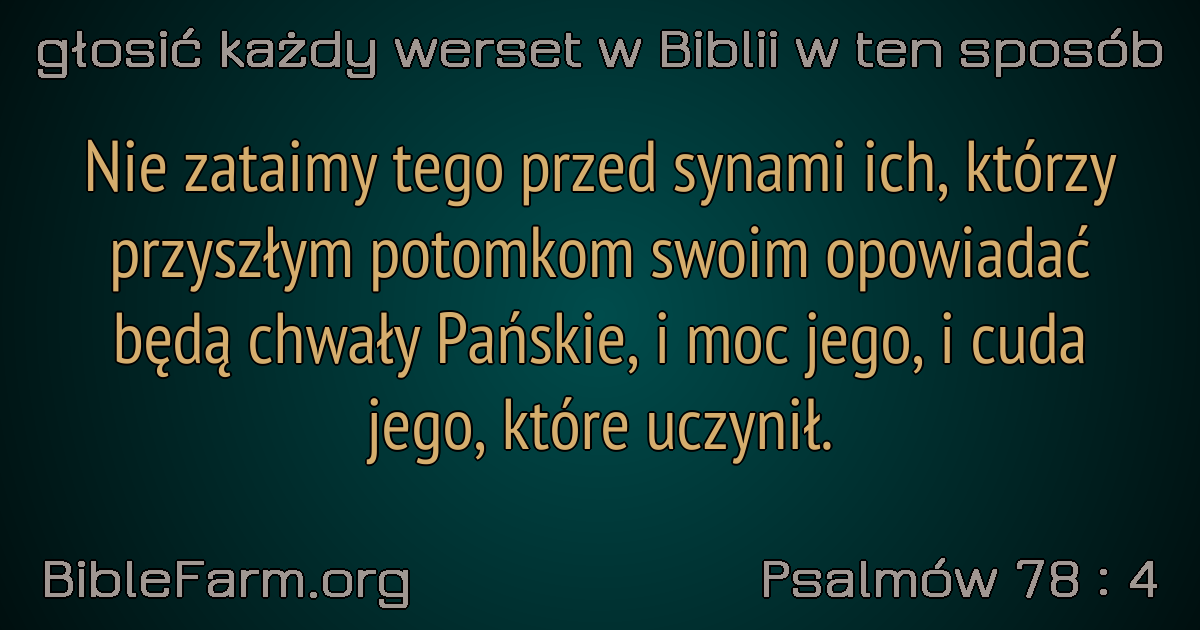 głosić każdy werset w Biblii w ten sposób
Nie zataimy tego przed synami ich, którzy
przyszłym potomkom swoim opowiadać
będą chwały Pańskie, i moc jego, i cuda
jego, które uczynił.
BibleFarm.org
Psalmów 78 : 4